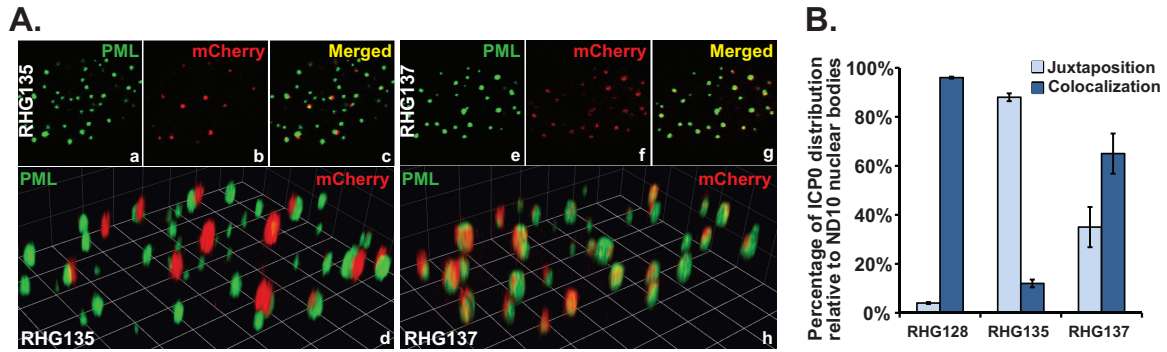 A.
B.
PML
mCherry
Merged
RHG135
a
b
c
PML
mCherry
Merged
RHG137
e
f
g
PML
mCherry
RHG135
d
PML
mCherry
RHG137
h
Percentage of ICP0 distribution
relative to ND10 nuclear bodies
100%
80%
60%
40%
20%
0%
Juxtaposition
Colocalization
RHG128
RHG135
RHG137